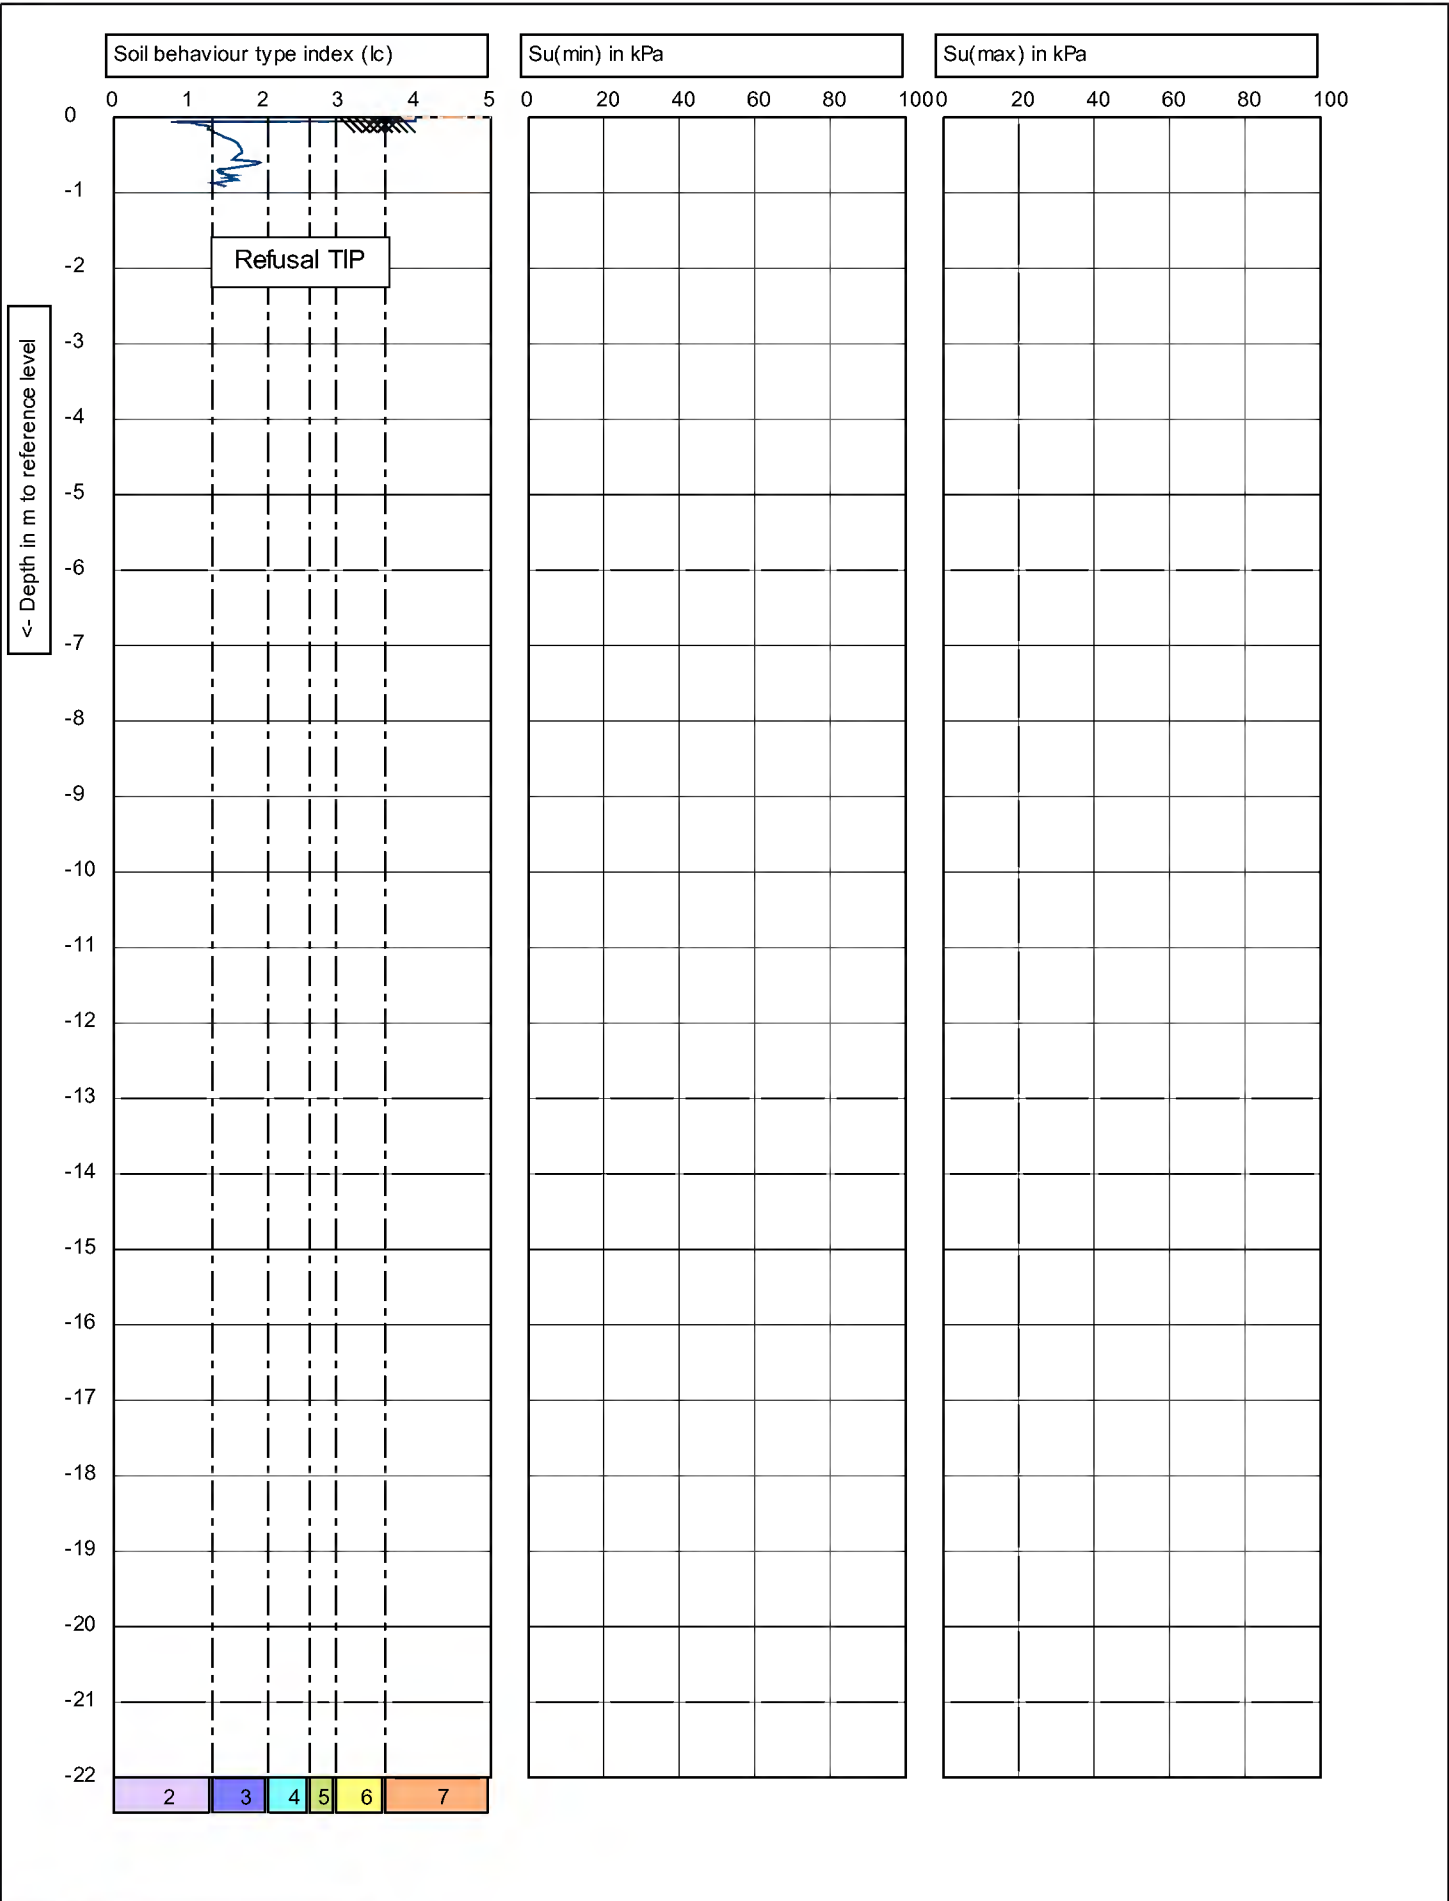 Soil behaviour type index (Ic)
Su(min) in kPa
Su(max) in kPa
0 1 2 3 4 5
0 20 40 60 80 100
0 20 40 60 80 100
0
-1
Refusal TIP
-2
<- Depth in m to reference level
-3
-4
-5
-6
-7
-8
-9
-10
-11
-12
-13
-14
-15
-16
-17
-18
-19
-20
-21
-22
2 3 4 5 6 7